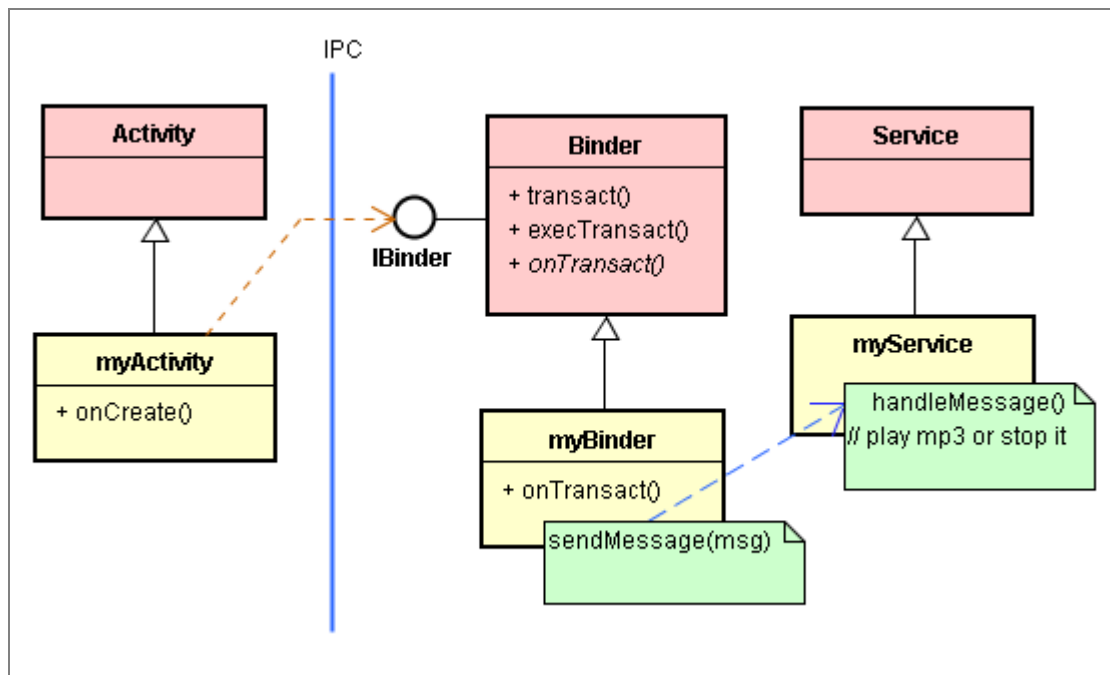 IPC
Activity
Binder
+ transact()
+ execTransact()
+ onTransact()
Service
IBinder
myActivity
+ onCreate()
myBinder
+ onTransact()
sendMessage(msg)
myService
handleMessage()
// play mp3 or stop it